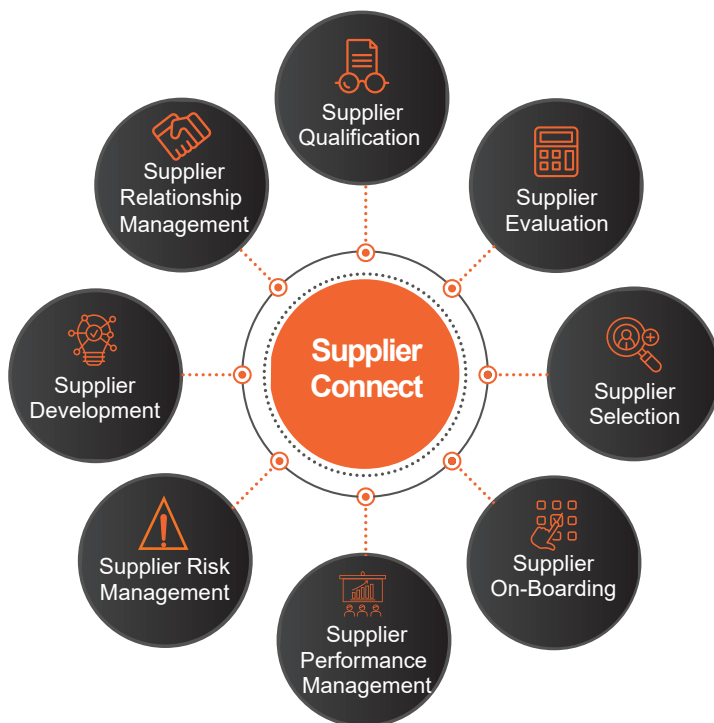 Supplier
Qualification
Supplier
Evaluation
Supplier
Selection
Supplier
On-Boarding
Supplier
Performance
Management
Supplier Risk
Management
Supplier
Development
Supplier
Relationship
Management
Supplier
Connect